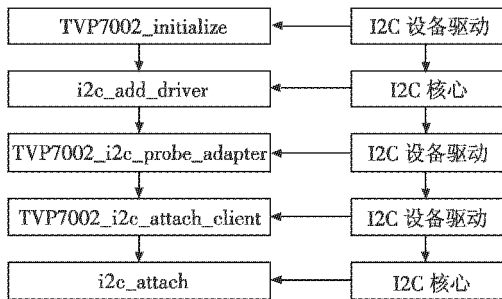 TVP7002_initialize
I2C 设备驱动
i2c_add_driver
I2C 核心
TVP7002_i2c_probe_adapter
I2C 设备驱动
TVP7002_i2c_attach_client
I2C 设备驱动
i2c_attach
I2C 核心